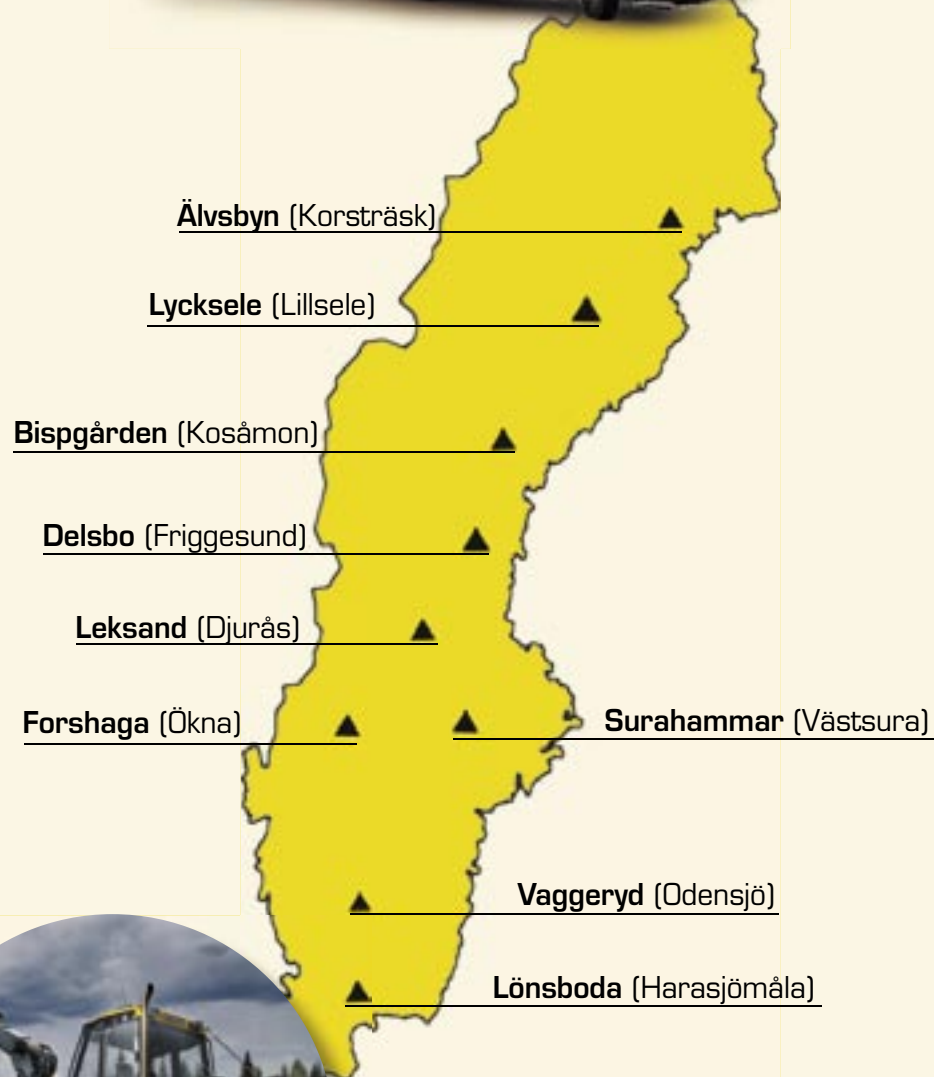 Älvsbyn (Korsträsk)
Lycksele (Lillsele)
Bispgården (Kosåmon)
Delsbo (Friggesund)
Leksand (Djurås)
Forshaga (Ökna)
Surahammar (Västsura)
Vaggeryd (Odensjö)
Lönsboda (Harasjömåla)